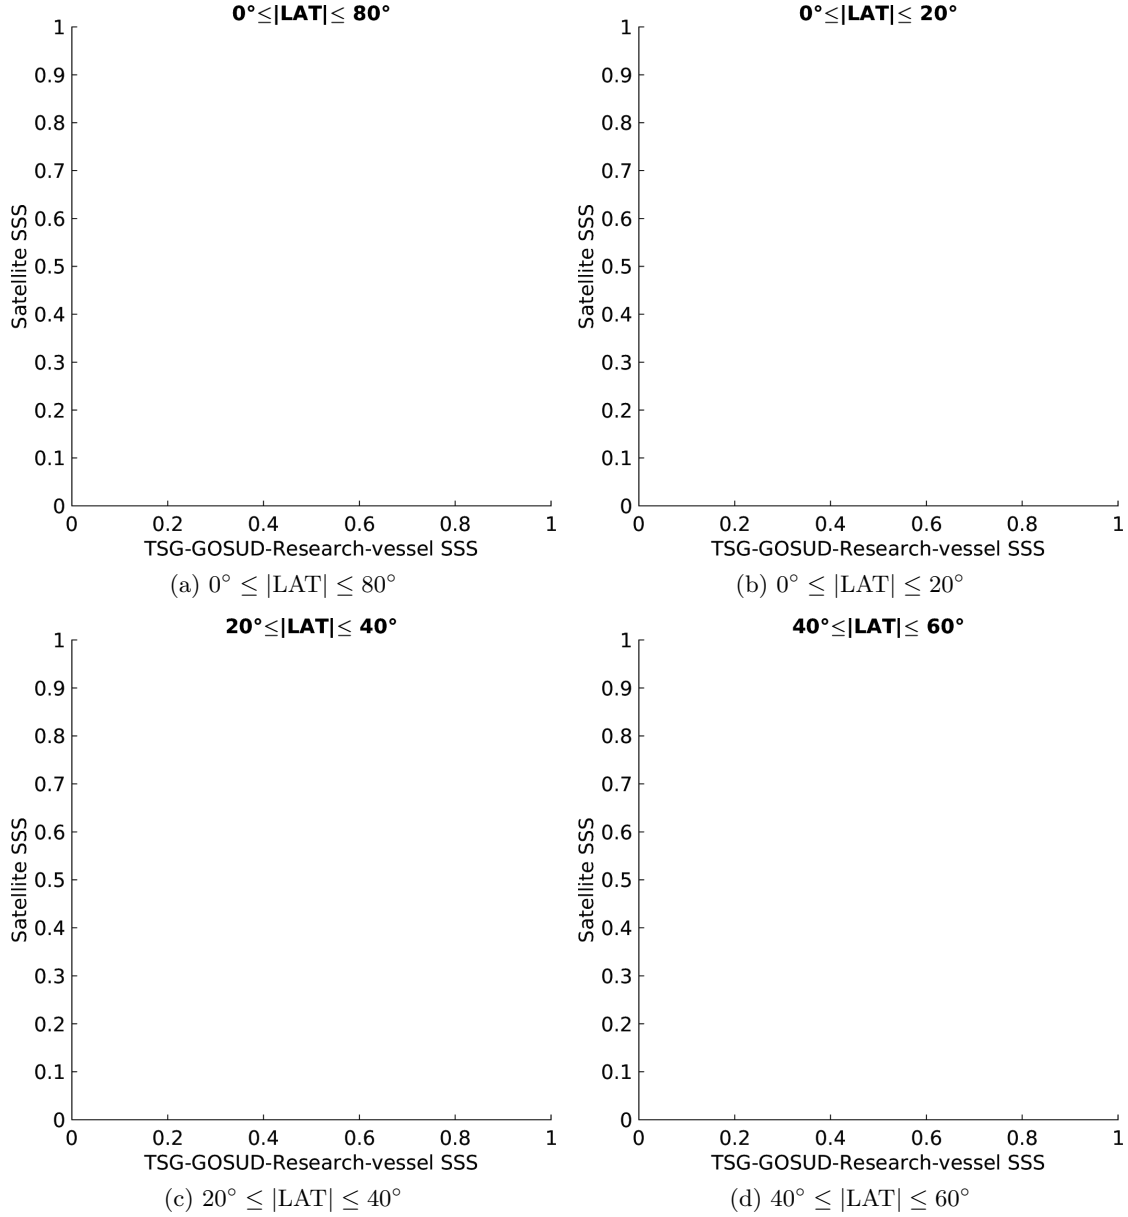 0°≤|LAT|≤ 80°
1
0.9
0.8
0.7
0.6
0.5
0.4
0.3
0.2
0.1
0
Satellite SSS
0 0.2 0.4 0.6 0.8 1
TSG-GOSUD-Research-vessel SSS
(a) 0° ≤ |LAT| ≤ 80°
0°≤|LAT|≤ 20°
1
0.9
0.8
0.7
0.6
0.5
0.4
0.3
0.2
0.1
0
Satellite SSS
0 0.2 0.4 0.6 0.8 1
TSG-GOSUD-Research-vessel SSS
(b) 0° ≤ |LAT| ≤ 20°
20°≤|LAT|≤ 40°
1
0.9
0.8
0.7
0.6
0.5
0.4
0.3
0.2
0.1
0
Satellite SSS
0 0.2 0.4 0.6 0.8 1
TSG-GOSUD-Research-vessel SSS
(c) 20° ≤ |LAT| ≤ 40°
40°≤|LAT|≤ 60°
1
0.9
0.8
0.7
0.6
0.5
0.4
0.3
0.2
0.1
0
Satellite SSS
0 0.2 0.4 0.6 0.8 1
TSG-GOSUD-Research-vessel SSS
(d) 40° ≤ |LAT| ≤ 60°